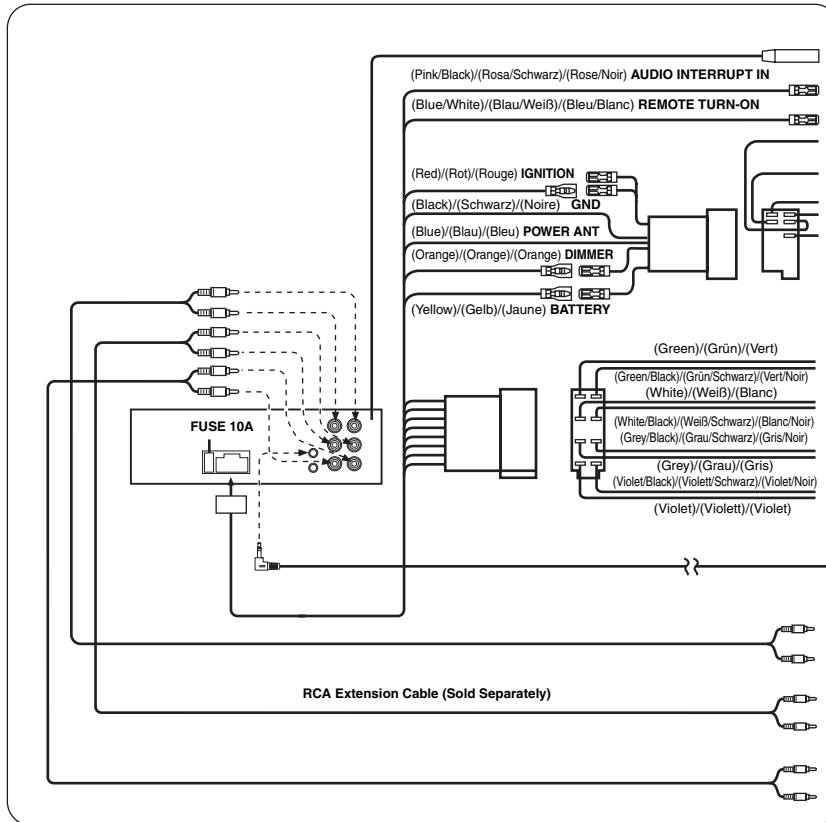 (Pink/Black)/(Rosa/Schwarz)/(Rose/Noir) AUDIO INTERRUPT IN
(Blue/White)/(Blau/Weiß)/(Bleu/Blanc) REMOTE TURN-ON
(Red)/(Rot)/(Rouge) IGNITION
(Black)/(Schwarz)/(Noire) GND
(Blue)/(Blau)/(Bleu) POWER ANT
(Orange)/(Orange)/(Orange) DIMMER
(Yellow)/(Gelb)/(Jaune) BATTERY
(Green)/(Grün)/(Vert)
(Green/Black)/(Grün/Schwarz)/(Vert/Noir)
(White)/(Weiß)/(Blanc)
FUSE 10A
(White/Black)/(Weiß/Schwarz)/(Blanc/Noir)
(Grey/Black)/(Grau/Schwarz)/(Gris/Noir)
(Grey)/(Grau)/(Gris)
(Violet/Black)/(Violett/Schwarz)/(Violet/Noir)
(Violet)/(Violett)/(Violet)
RCA Extension Cable (Sold Separately)